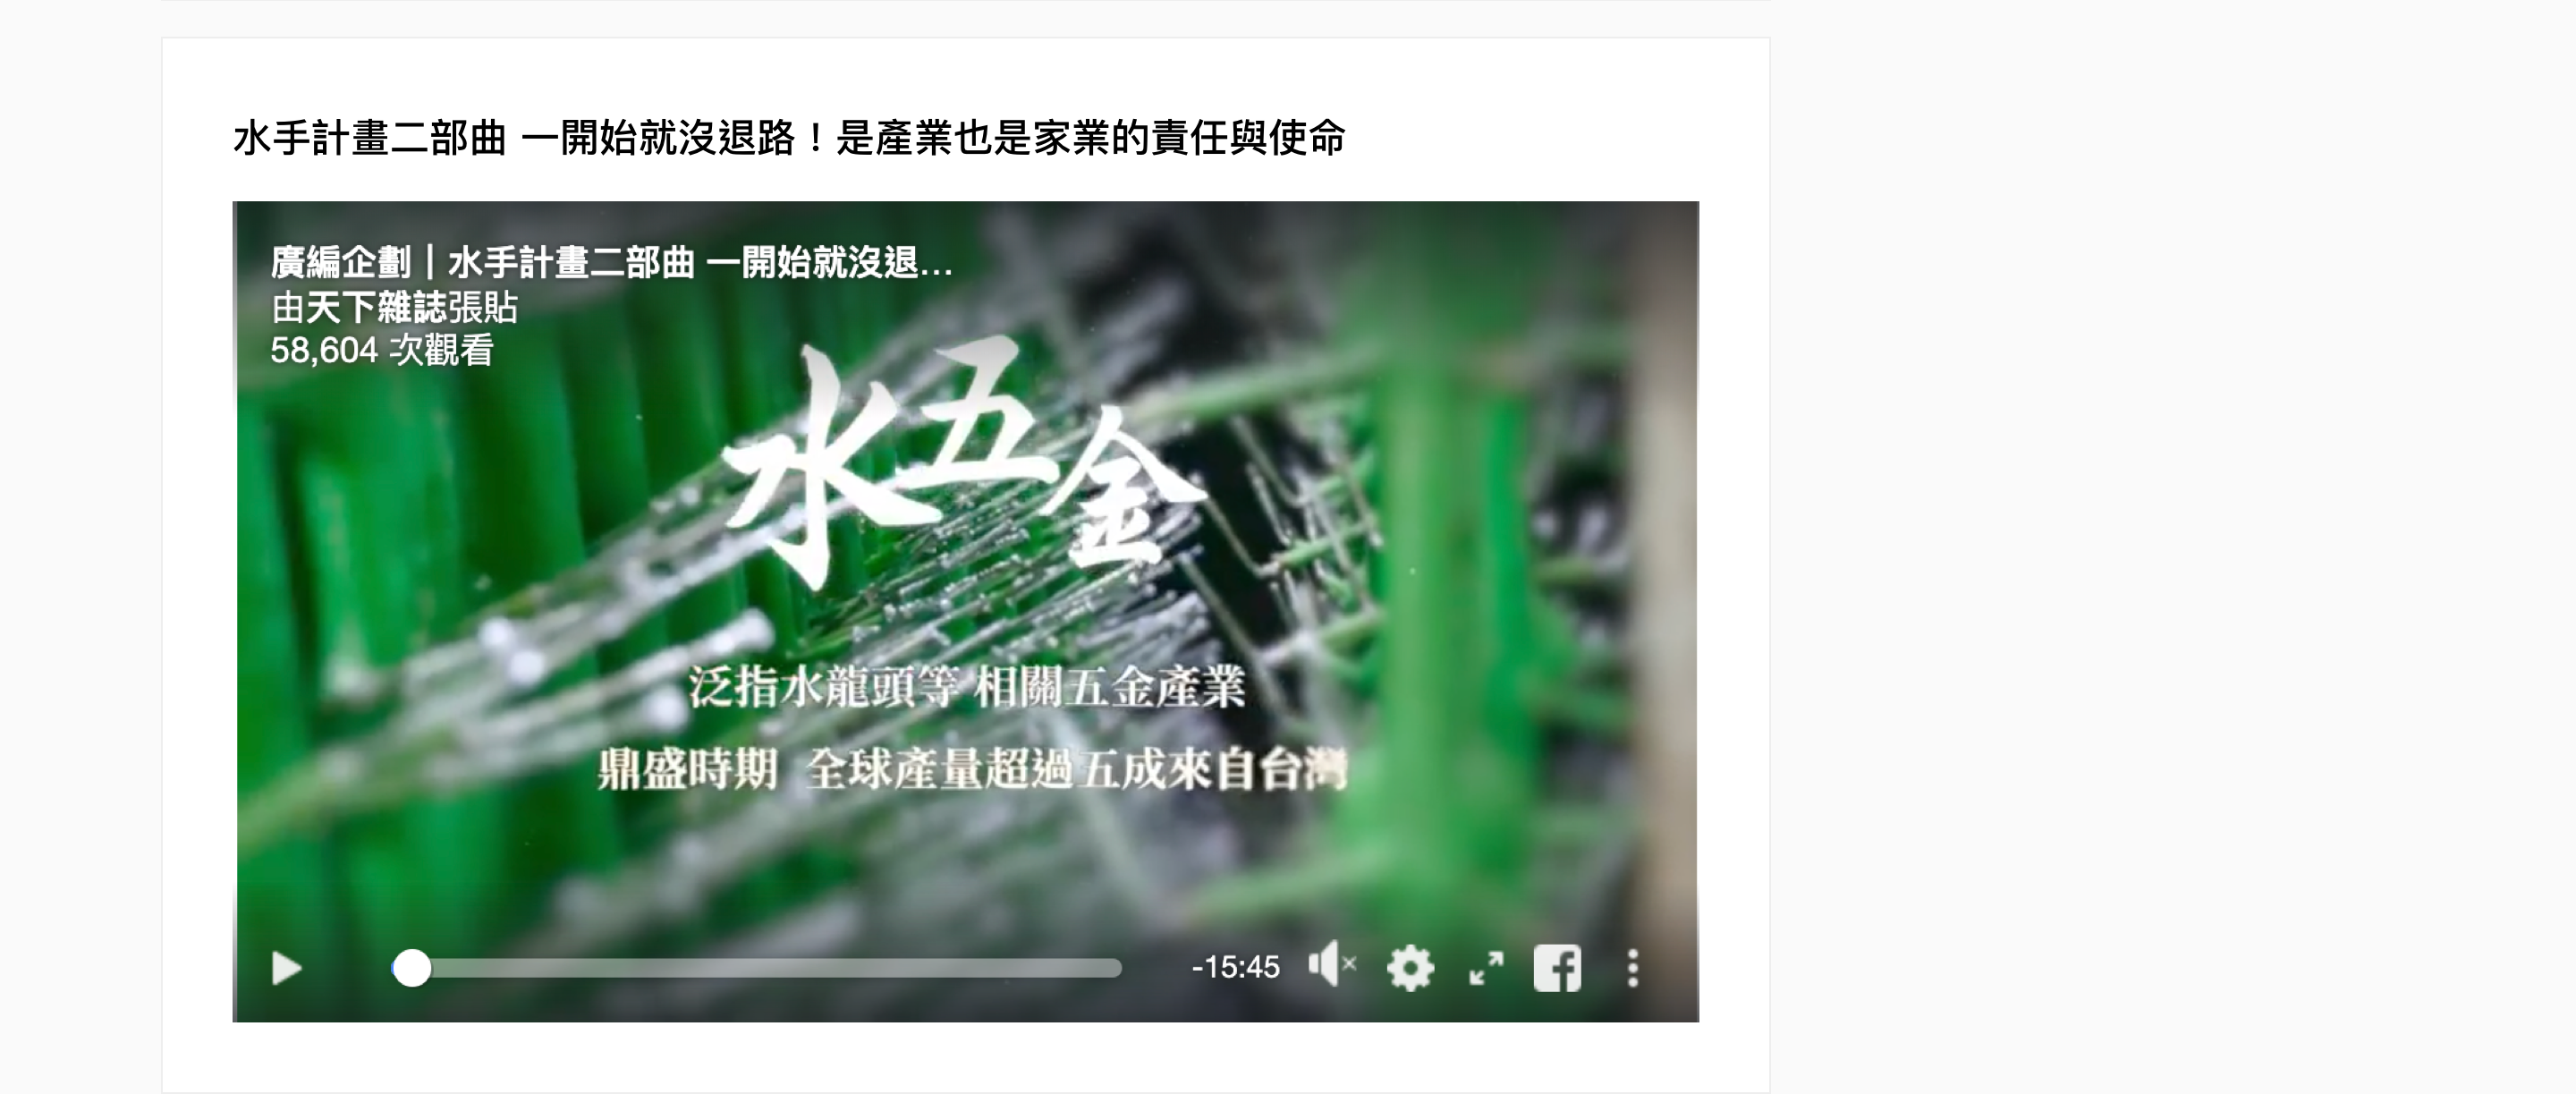 水手計畫二部曲 一開始就沒退路！是產業也是家業的責任與使命
廣編企劃｜水手計畫二部曲 一開始就沒退...
由天下雜誌張貼
58,604 次觀看
水五金
泛指水龍頭等 相關五金產業
鼎盛時期 全球產量超過五成來自台灣
-15:45